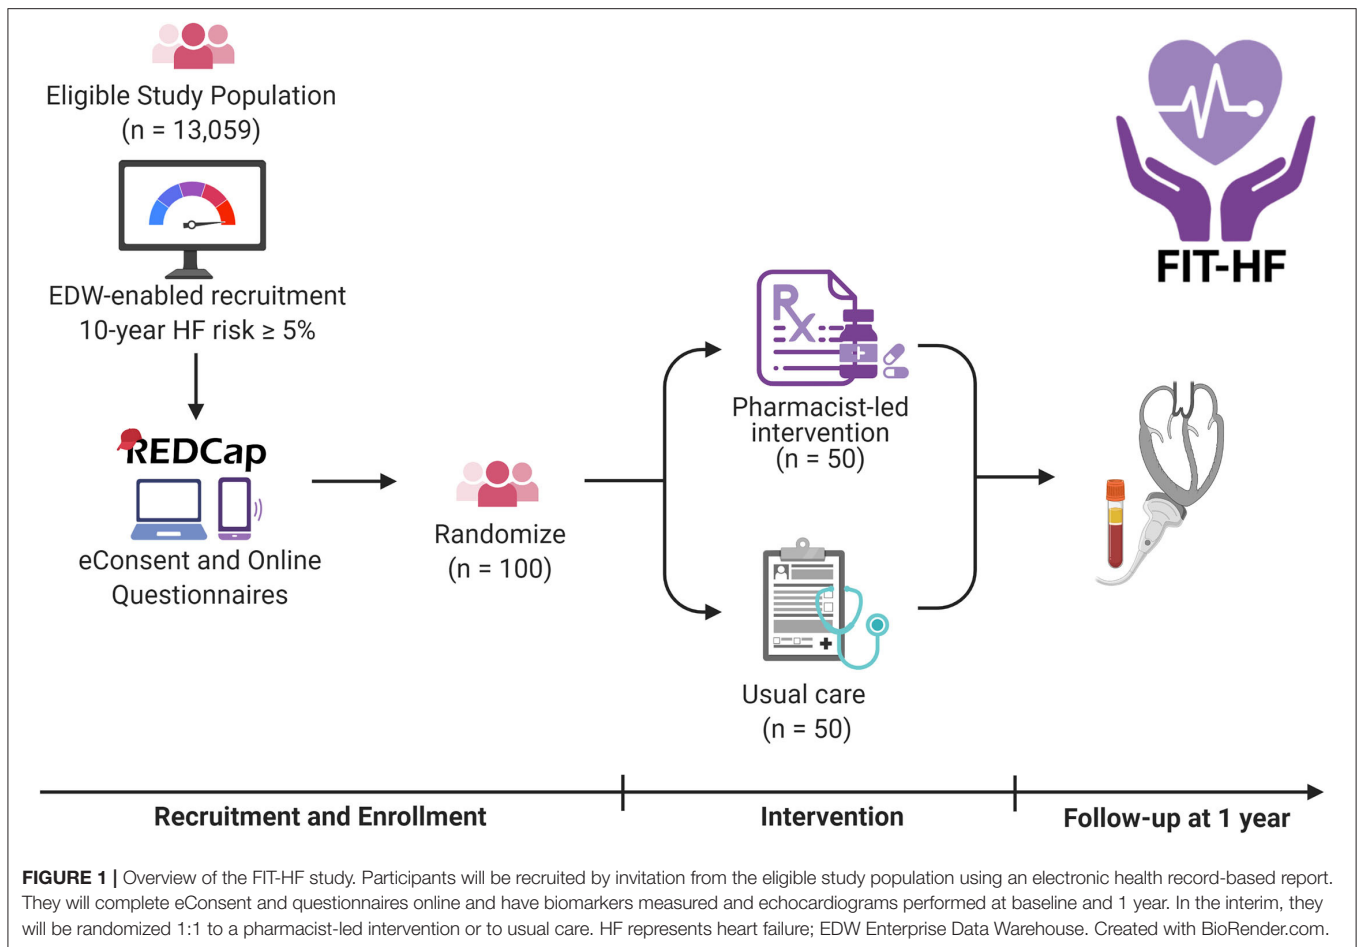 Eligible Study Population
(n = 13,059)
EDW-enabled recruitment
10-year HF risk ≥ 5%
REDCap
eConsent and Online
Questionnaires
Randomize
(n = 100)
Rx
Pharmacist-led
intervention
(n = 50)
Usual care
(n = 50)
FIT-HF
Recruitment and Enrollment
Intervention
Follow-up at 1 year
FIGURE 1 | Overview of the FIT-HF study. Participants will be recruited by invitation from the eligible study population using an electronic health record-based report.
They will complete eConsent and questionnaires online and have biomarkers measured and echocardiograms performed at baseline and 1 year. In the interim, they
will be randomized 1:1 to a pharmacist-led intervention or to usual care. HF represents heart failure; EDW Enterprise Data Warehouse. Created with BioRender.com.